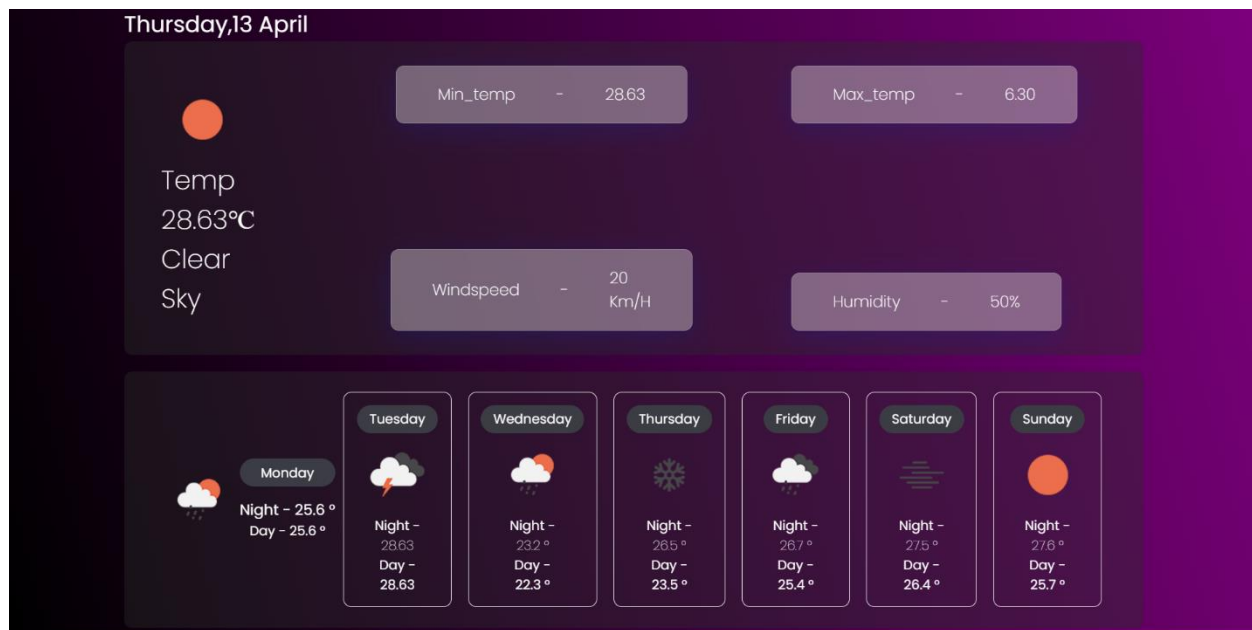 Thursday,13 April
Min_temp - 28.63
Max_temp - 6.30
Temp
28.63°C
Clear
Sky
Windspeed - 20
Km/H
Humidity - 50%
Monday
Night - 25.6 °
Day - 25.6 °
Tuesday
Night -
28.63
Day -
28.63
Wednesday
Night -
23.2 °
Day -
22.3 °
Thursday
Night -
26.5 °
Day -
23.5 °
Friday
Night -
26.7 °
Day -
25.4 °
Saturday
Night -
27.5 °
Day -
26.4 °
Sunday
Night -
27.6 °
Day -
25.7 °